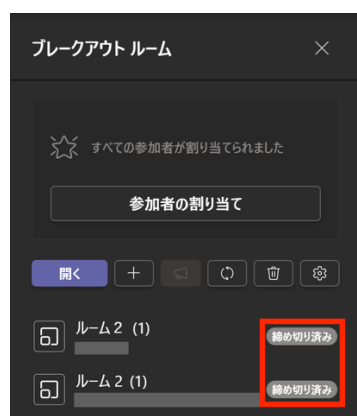 ブレークアウト ルーム
すべての参加者が割り当てられました
参加者の割り当て
開く
ルーム 2 (1)
締め切り済み
ルーム 2 (1)
締め切り済み